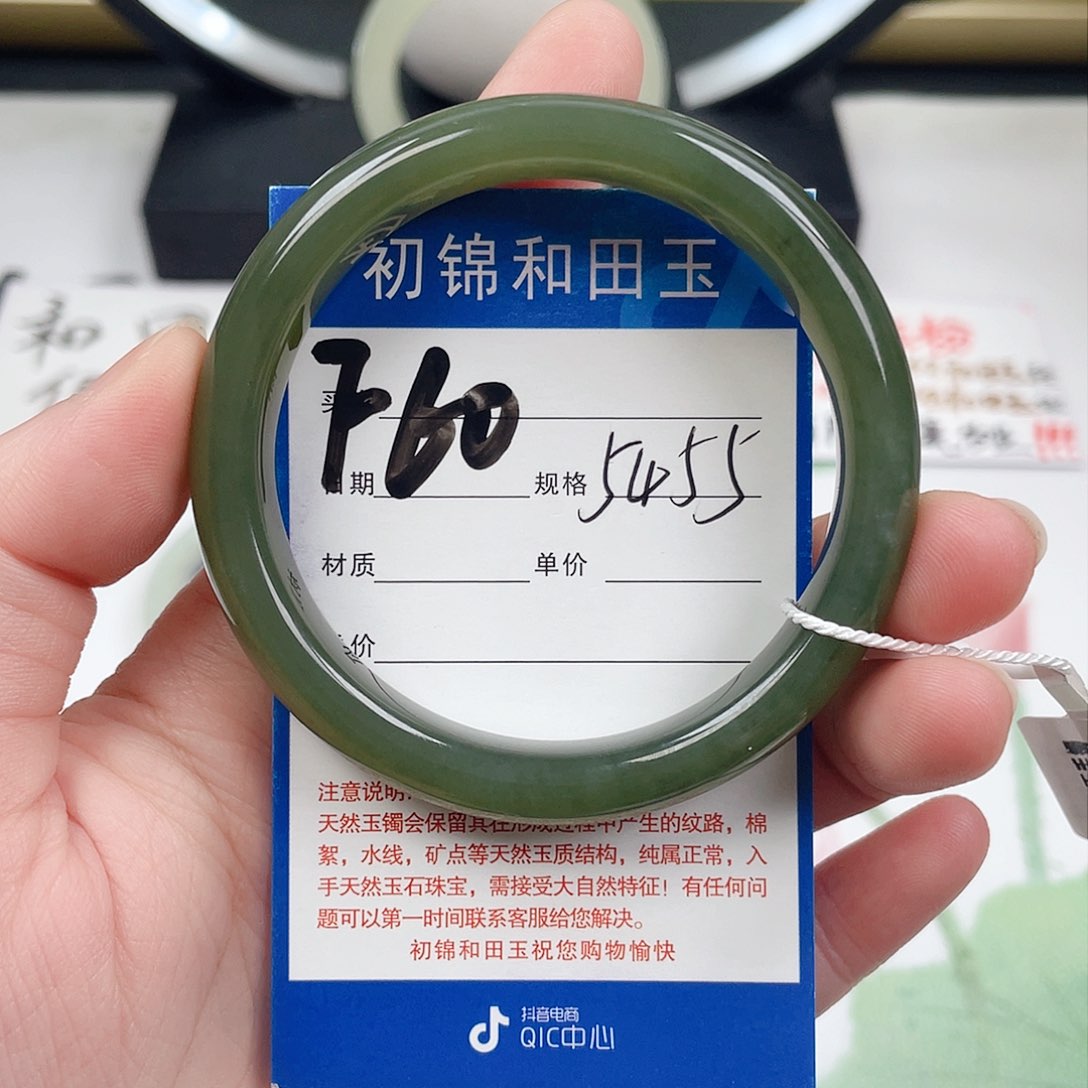 初锦和田玉
F60
期
规格 5455
材质
单价
价
注意说明:
天然玉镯会保留其在形成过程中产生的纹路，棉
絮，水线，矿点等天然玉质结构，纯属正常，入
手天然玉石珠宝，需接受大自然特征！有任何问
题可以第一时间联系客服给您解决。
初锦和田玉祝您购物愉快
抖音电商
QIC中心
和田